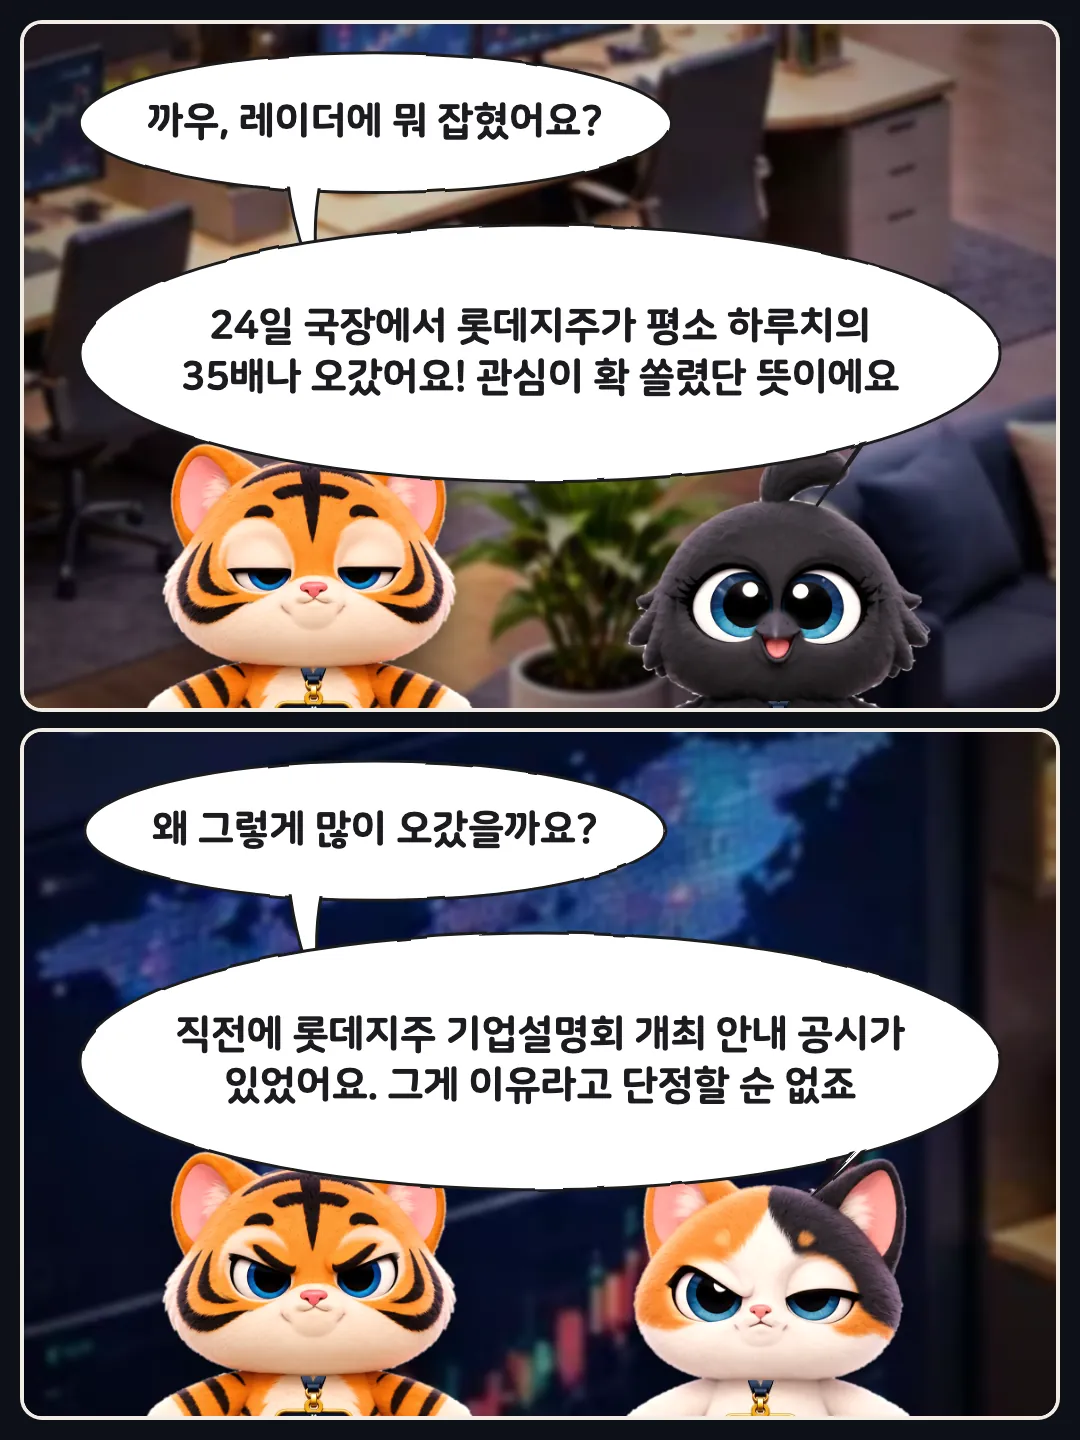 까우, 레이더에 뭐 잡혔어요?
24일 국장에서 롯데지주가 평소 하루치의
35배나 오갔어요! 관심이 확 쏠렸단 뜻이에요
왜 그렇게 많이 오갔을까요?
직전에 롯데지주 기업설명회 개최 안내 공시가
있었어요. 그게 이유라고 단정할 순 없죠